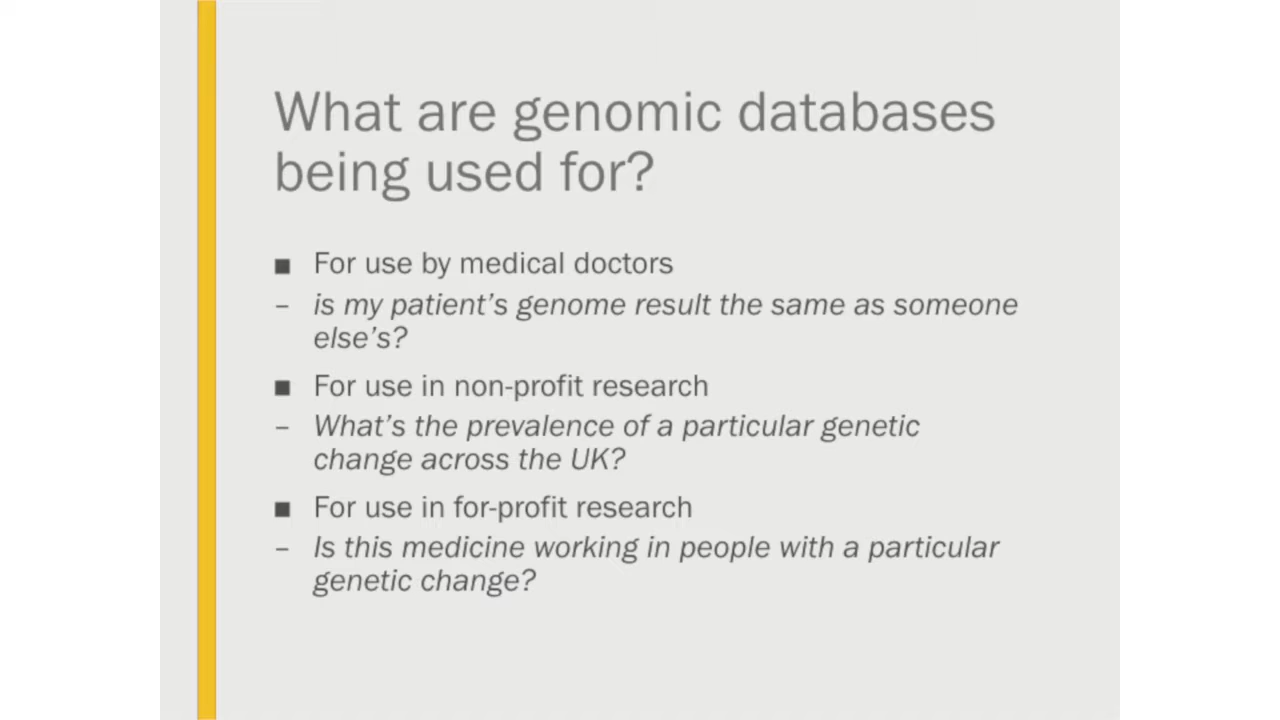 What are genomic databases
being used for?
■ For use by medical doctors
– is my patient’s genome result the same as someone
else’s?
■ For use in non-profit research
– What’s the prevalence of a particular genetic
change across the UK?
■ For use in for-profit research
– Is this medicine working in people with a particular
genetic change?